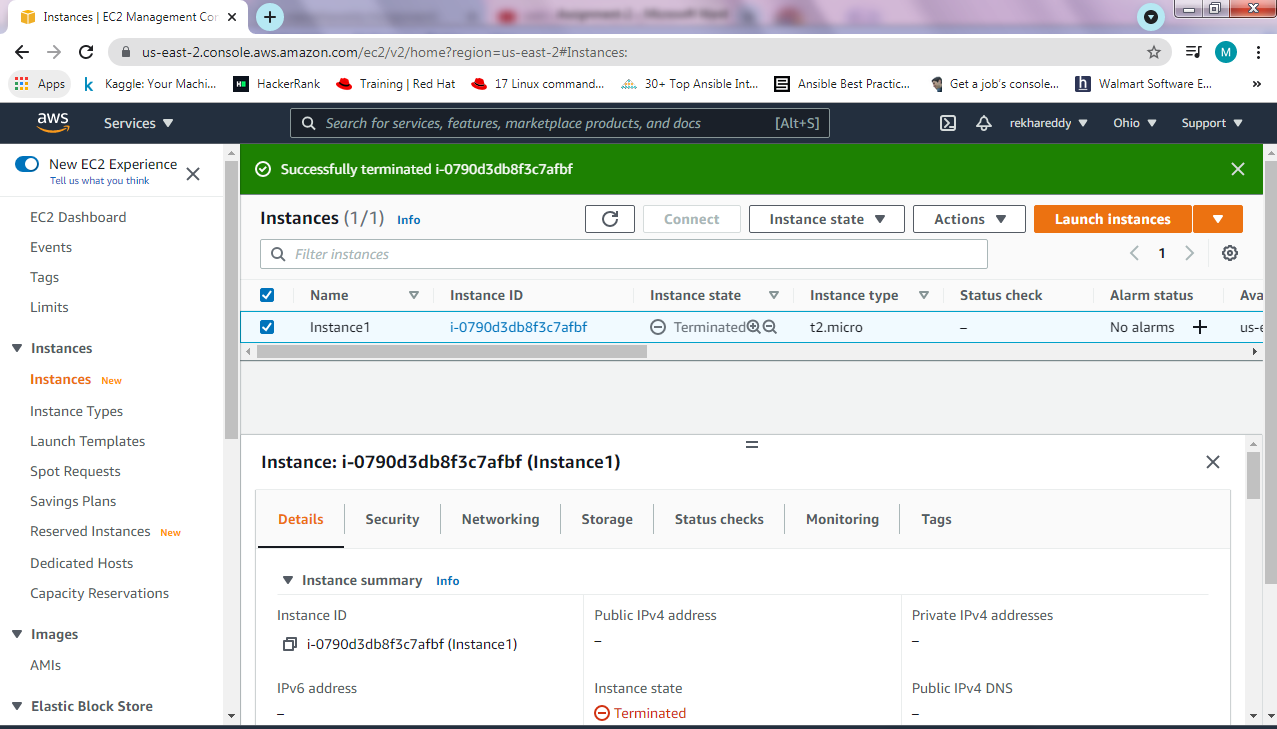 Instances | EC2 Management Cor
us-east-2.console.aws.amazon.com/ec2/v2/home?region=us-east-2#Instances:
M
Apps
Kaggle: Your Machi...
HackerRank
Training | Red Hat
17 Linux command...
30+ Top Ansible Int...
Ansible Best Practic...
Get a job's console...
Walmart Software E...
aws
Services
Search for services, features, marketplace products, and docs [Alt+S]
rekhareddy
Ohio
Support
New EC2 Experience
Tell us what you think
EC2 Dashboard
Events
Tags
Limits
Instances
Instances New
Instance Types
Launch Templates
Spot Requests
Savings Plans
Reserved Instances New
Dedicated Hosts
Capacity Reservations
Images
AMIs
Elastic Block Store
Successfully terminated i-0790d3db8f3c7afbf
Instances (1/1) Info
Connect
Instance state
Actions
Launch instances
Filter instances
1
Name Instance ID Instance state Instance type Status check Alarm status Ava
Instance1 i-0790d3db8f3c7afbf Terminated t2.micro – No alarms + us-e
Instance: i-0790d3db8f3c7afbf (Instance1)
Details Security Networking Storage Status checks Monitoring Tags
Instance summary Info
Instance ID
i-0790d3db8f3c7afbf (Instance1)
Public IPv4 address
–
Private IPv4 addresses
–
IPv6 address
–
Instance state
Terminated
Public IPv4 DNS
–